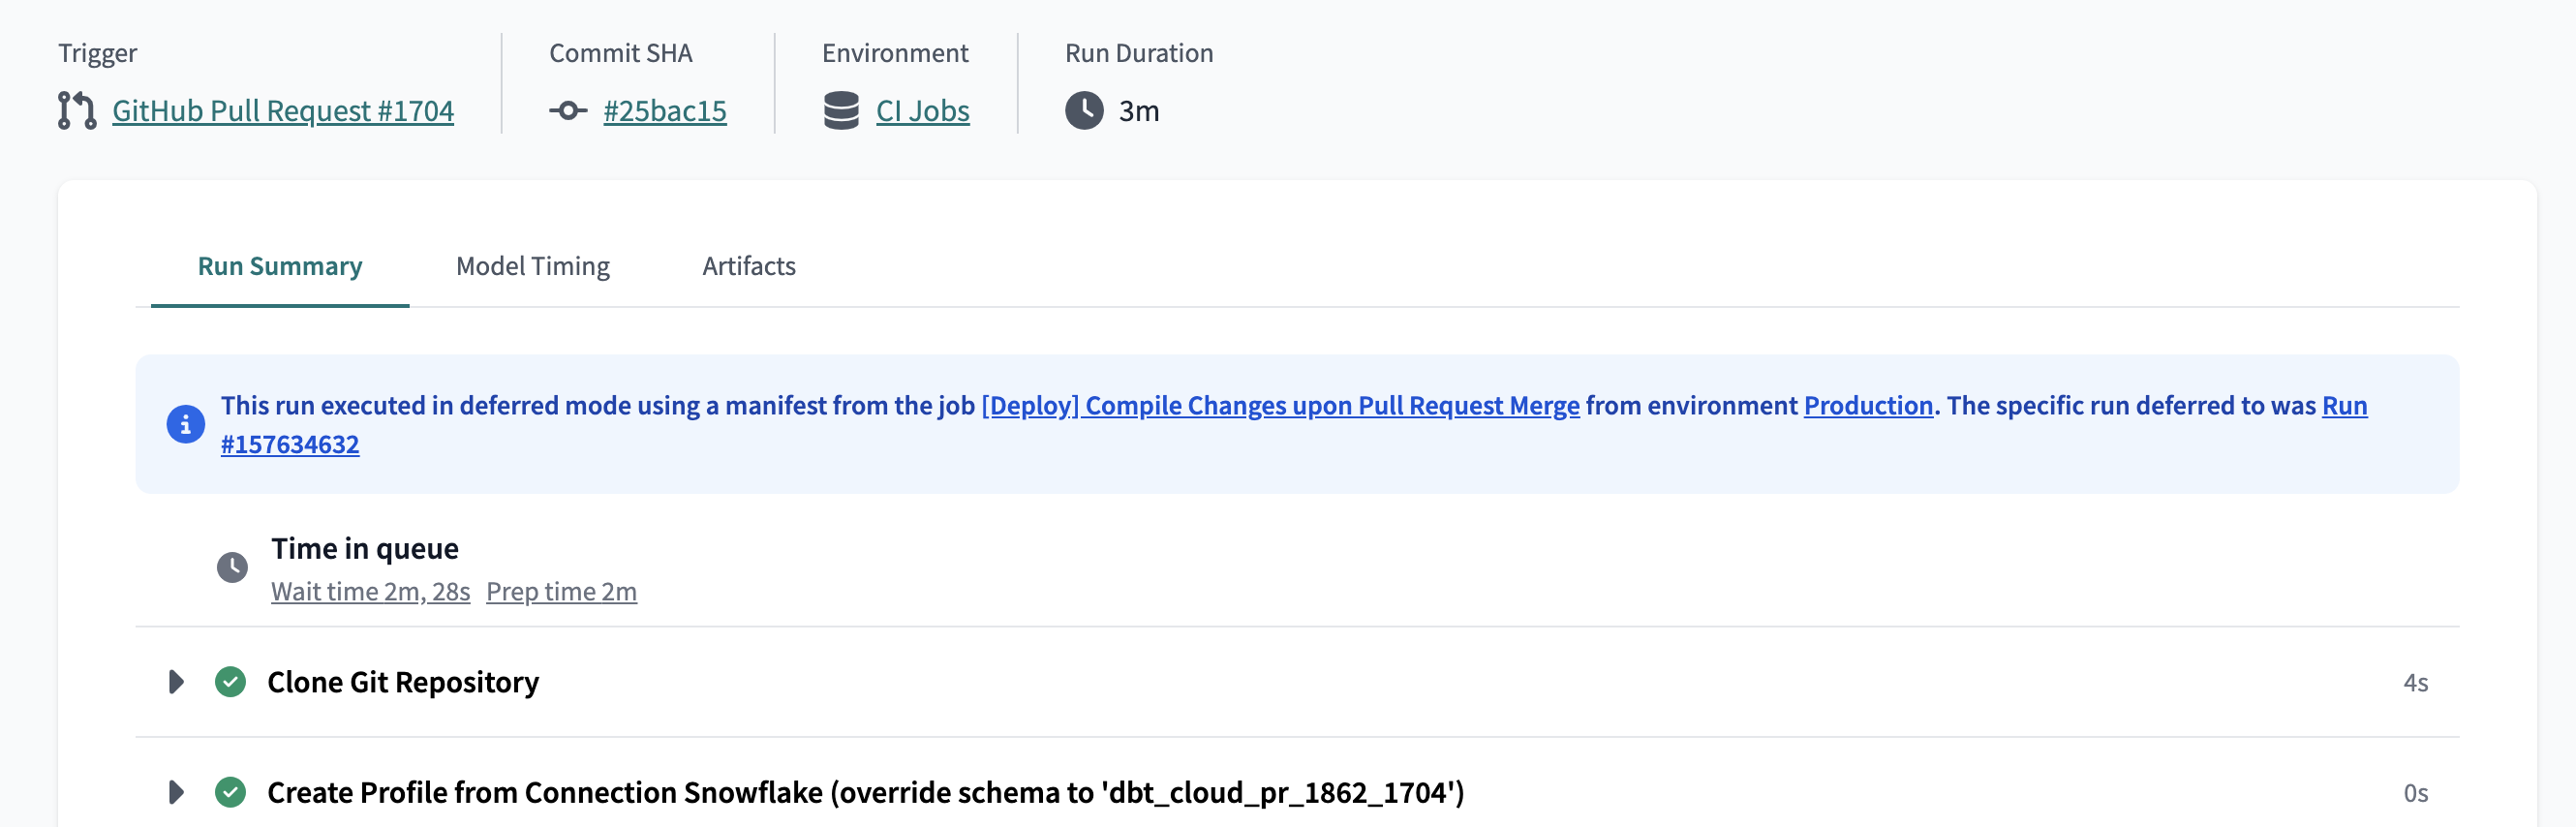 Trigger
GitHub Pull Request #1704
Commit SHA
#25bac15
Environment
CI Jobs
Run Duration
3m
Run Summary
Model Timing
Artifacts
This run executed in deferred mode using a manifest from the job [Deploy] Compile Changes upon Pull Request Merge from environment Production. The specific run deferred to was Run
#157634632
Time in queue
Wait time 2m, 28s Prep time 2m
Clone Git Repository
4s
Create Profile from Connection Snowflake (override schema to 'dbt_cloud_pr_1862_1704')
0s